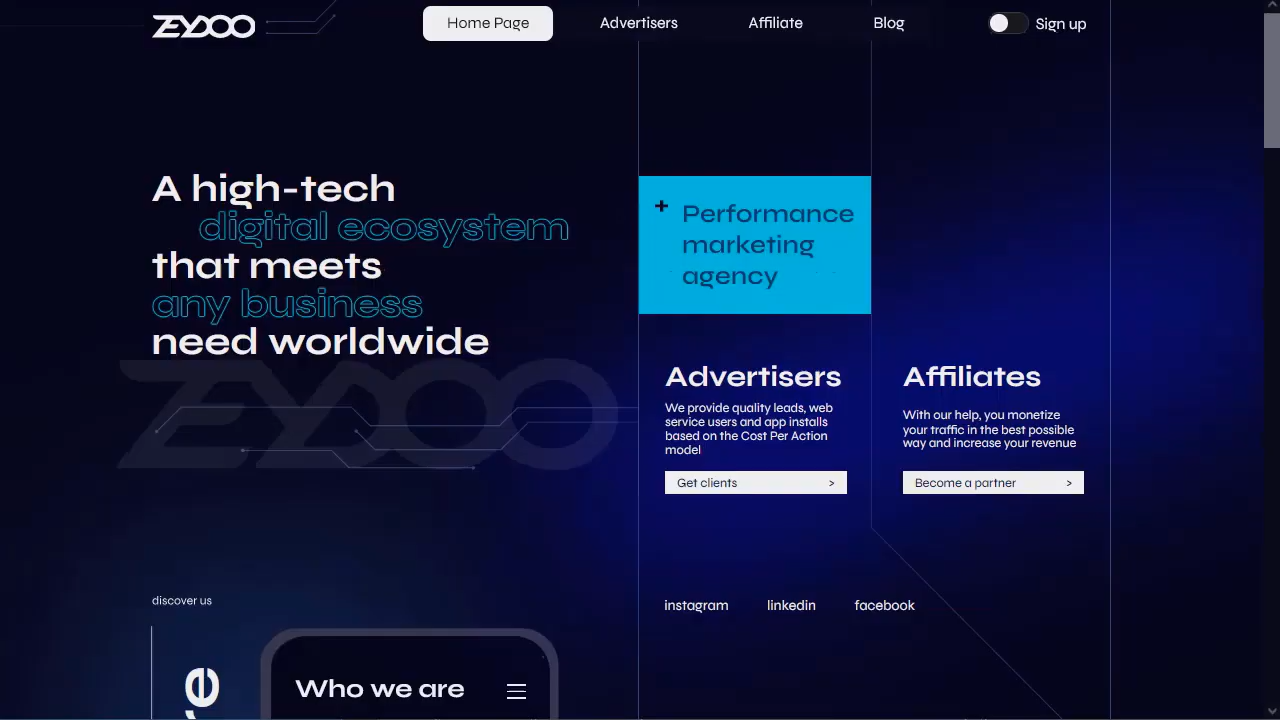 ZYDOO
Home Page
Advertisers
Affiliate
Blog
Sign up
A high-tech
digital ecosystem
that meets
any business
need worldwide
+ Performance
marketing
agency
ZYDOO
Advertisers
We provide quality leads, web
service users and app installs
based on the Cost Per Action
model
Get clients >
Affiliates
With our help, you monetize
your traffic in the best possible
way and increase your revenue
Become a partner >
discover us
instagram
linkedin
facebook
Who we are